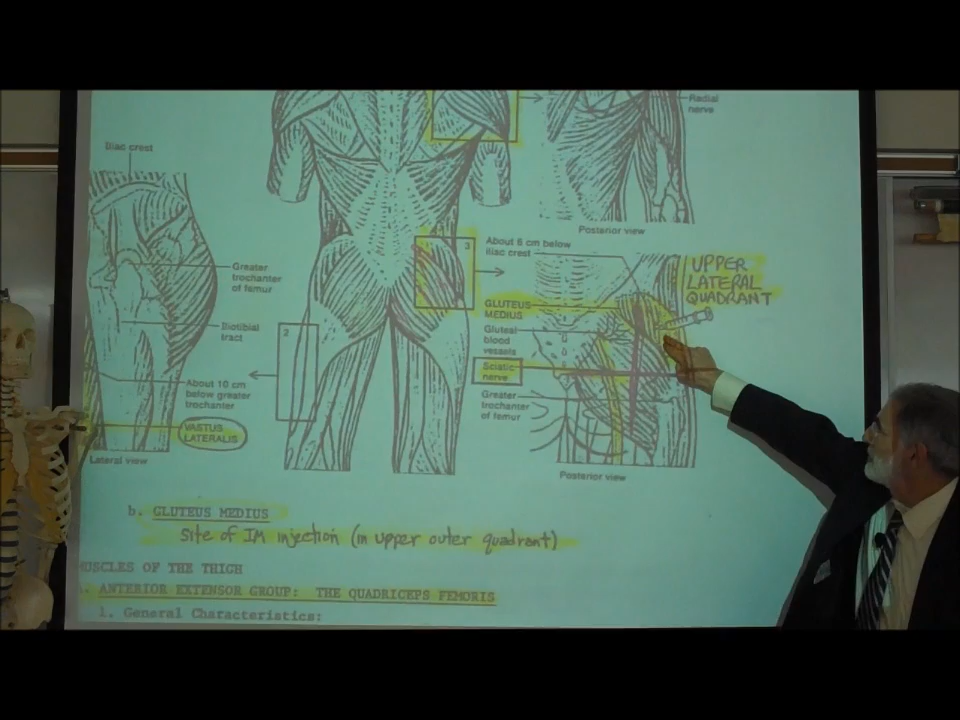 Radial
nerve
Iliac crest
Posterior view
3
About 6 cm below
iliac crest
UPPER
LATERAL
QUADRANT
Greater
trochanter
of femur
GLUTEUS
MEDIUS
Iliotibial
tract
2
Gluteal
blood
vessels
Sciatic
nerve
About 10 cm
below greater
trochanter
Greater
trochanter
of femur
VASTUS
LATERALIS
Lateral view
Posterior view
b. GLUTEUS MEDIUS
Site of IM injection (in upper outer quadrant)
MUSCLES OF THE THIGH
ANTERIOR EXTENSOR GROUP: THE QUADRICEPS FEMORIS
1. General Characteristics: